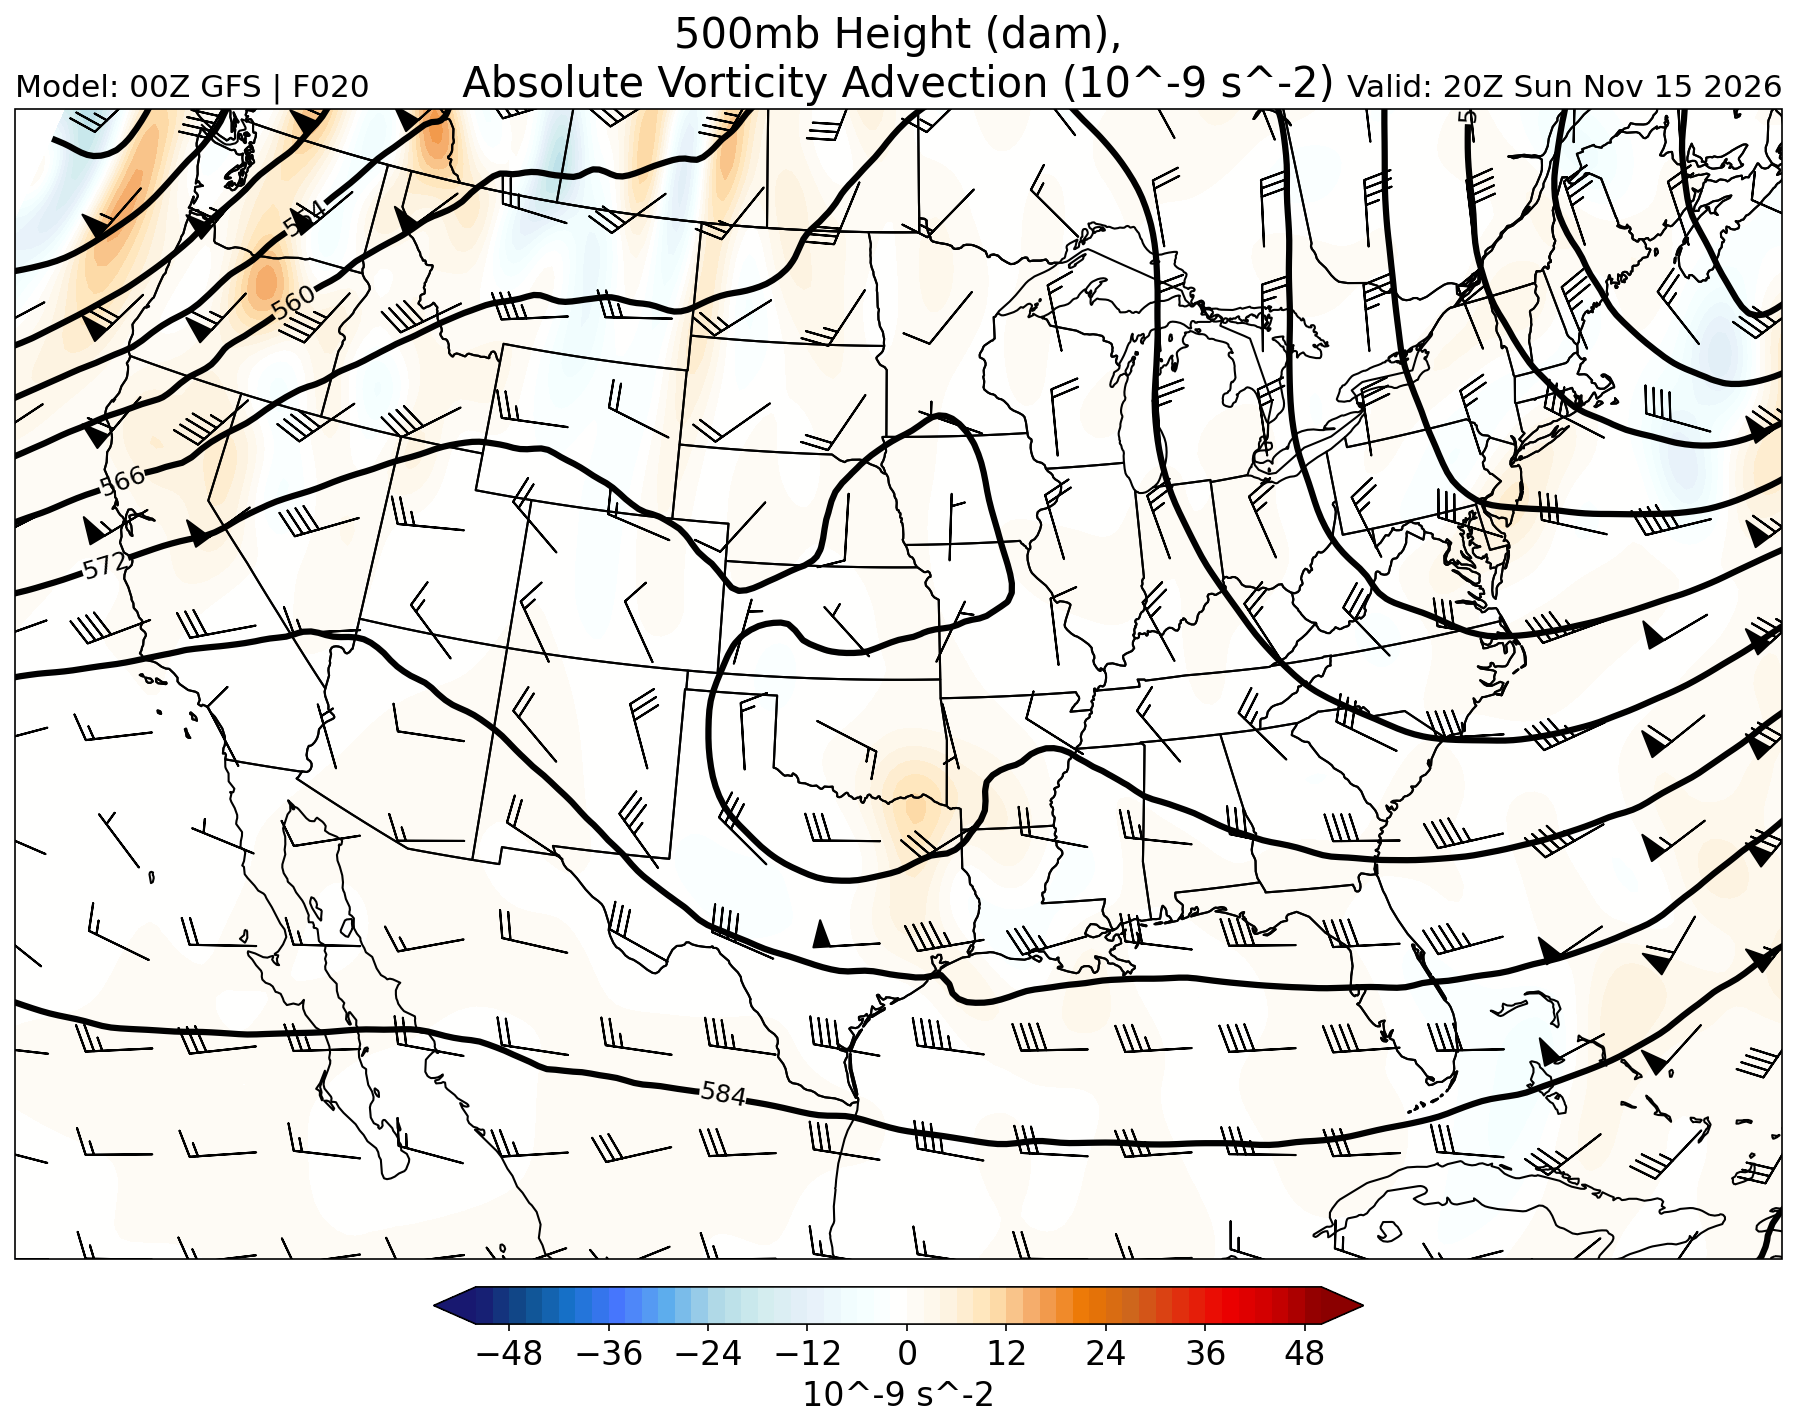 500mb Height (dam),
Model: 00Z GFS | F020
Absolute Vorticity Advection (10^-9 s^-2)
Valid: 20Z Sun Nov 15 2026
560
566
572
584
−48 −36 −24 −12 0 12 24 36 48
10^-9 s^-2